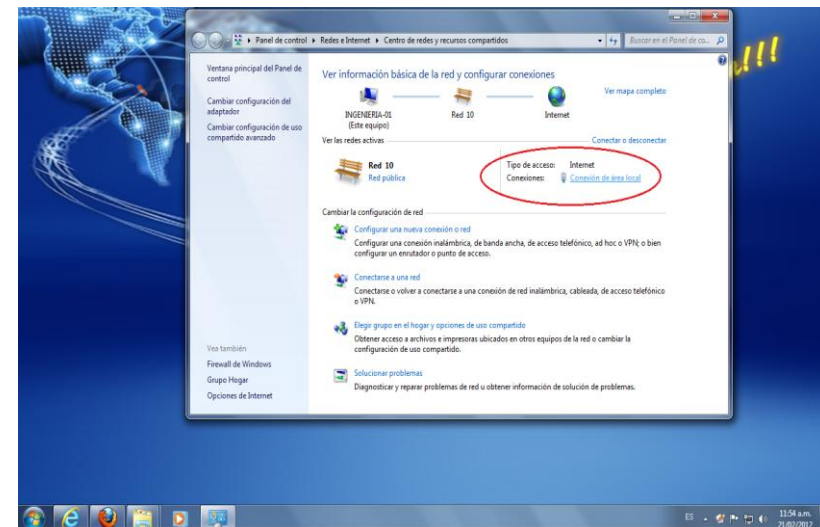 Panel de control ▸ Redes e Internet ▸ Centro de redes y recursos compartidos
Buscar en el Panel de co...
!!!
Ventana principal del Panel de
control
Cambiar configuración del
adaptador
Cambiar configuración de uso
compartido avanzado
Ver información básica de la red y configurar conexiones
Ver mapa completo
INGENIERIA-01
(Este equipo)
Red 10
Internet
Ver las redes activas
Conectar o desconectar
Red 10
Red pública
Tipo de acceso: Internet
Conexiones: Conexión de área local
Cambiar la configuración de red
Configurar una nueva conexión o red
Configurar una conexión inalámbrica, de banda ancha, de acceso telefónico, ad hoc o VPN; o bien
configurar un enrutador o punto de acceso.
Conectarse a una red
Conectarse o volver a conectarse a una conexión de red inalámbrica, cableada, de acceso telefónico
o VPN.
Elegir grupo en el hogar y opciones de uso compartido
Obtener acceso a archivos e impresoras ubicados en otros equipos de la red o cambiar la
configuración de uso compartido.
Solucionar problemas
Diagnosticar y reparar problemas de red u obtener información de solución de problemas.
Vea también
Firewall de Windows
Grupo Hogar
Opciones de Internet
ES
11:54 a.m.
21/02/2012